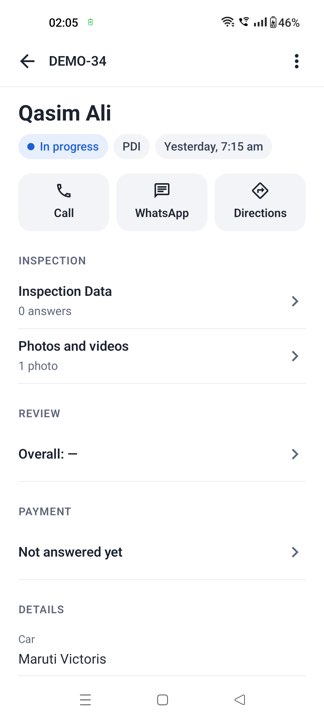 02:05
46%
DEMO-34
Qasim Ali
In progress
PDI
Yesterday, 7:15 am
Call
WhatsApp
Directions
INSPECTION
Inspection Data
0 answers
Photos and videos
1 photo
REVIEW
Overall: —
PAYMENT
Not answered yet
DETAILS
Car
Maruti Victoris